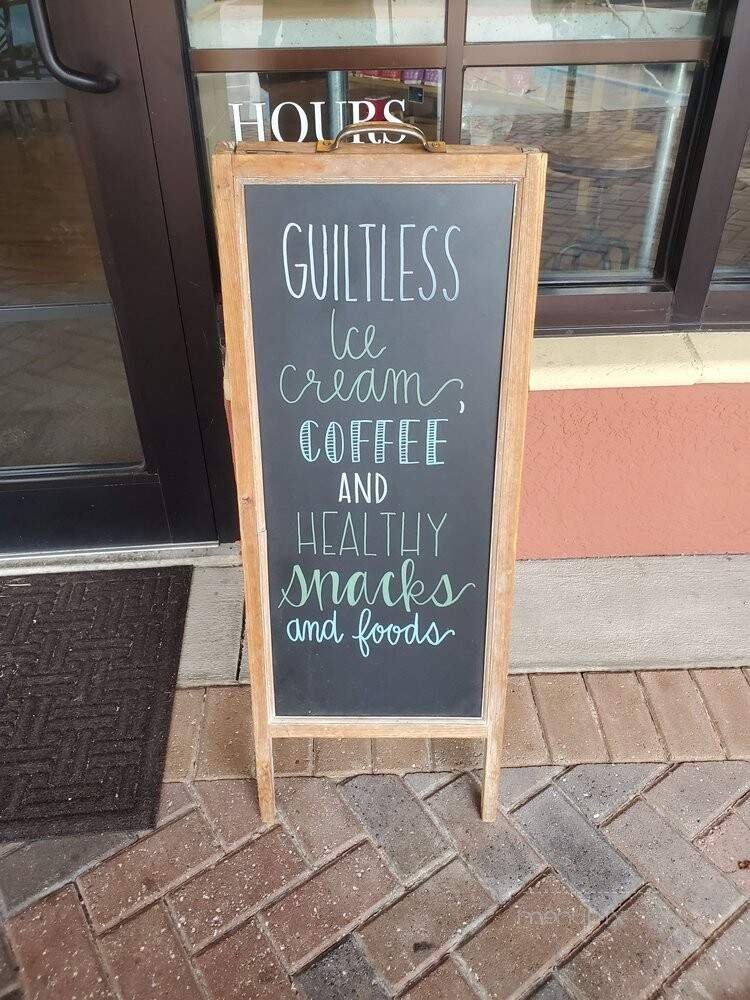 HOURS
GUILTLESS
Ice
cream,
COFFEE
AND
HEALTHY
snacks
and foods